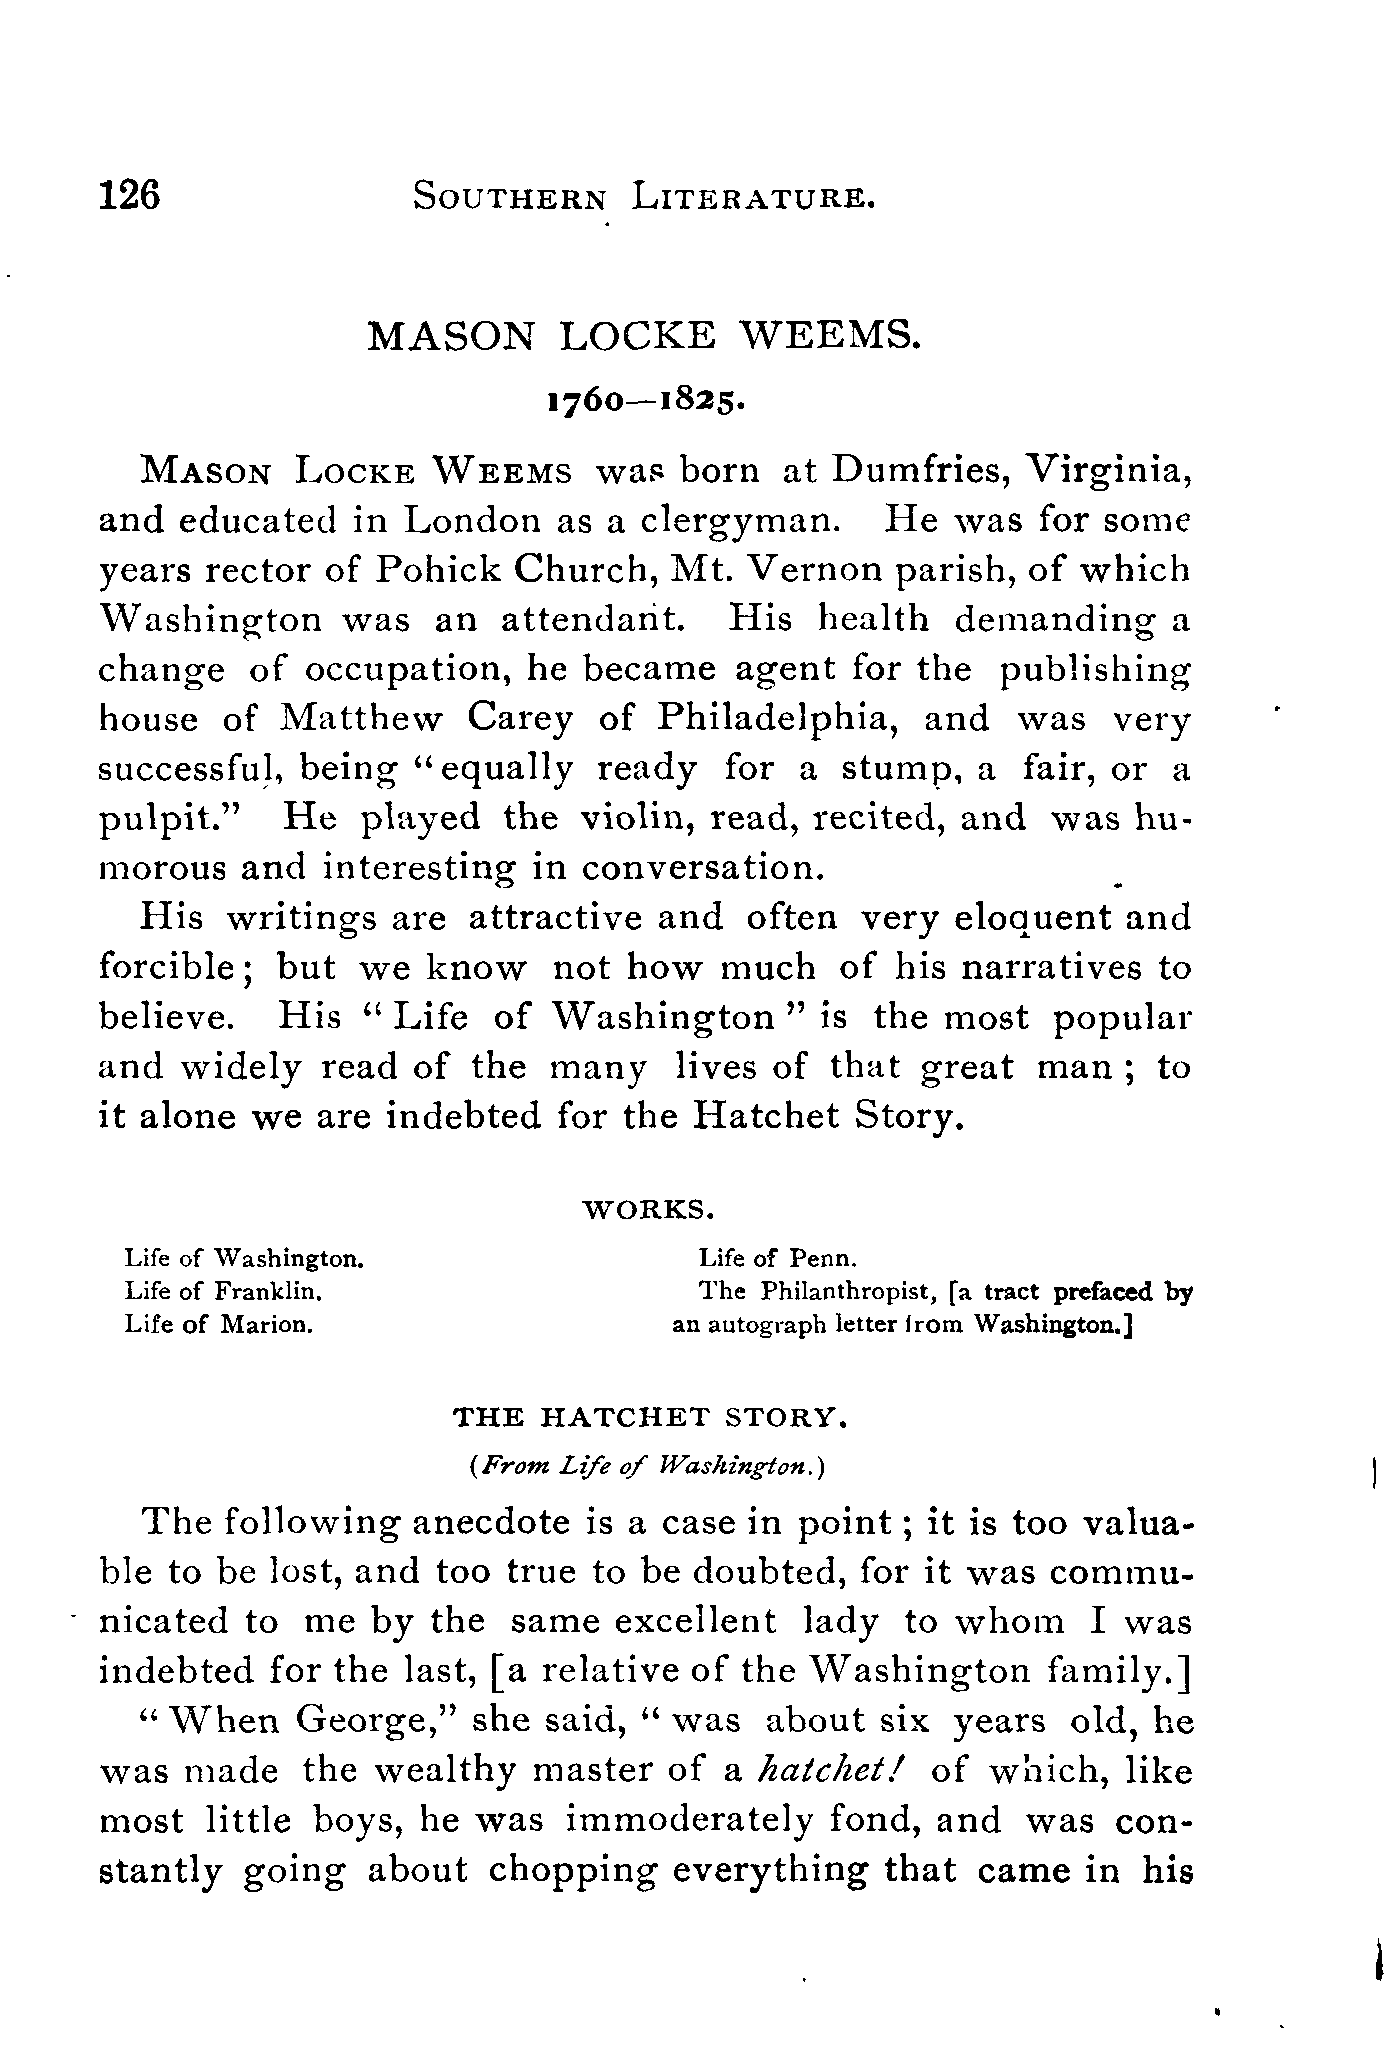 126 SOUTHERN LITERATURE.
MASON LOCKE WEEMS.
1760—1825.
MASON LOCKE WEEMS was born at Dumfries, Virginia,
and educated in London as a clergyman. He was for some
years rector of Pohick Church, Mt. Vernon parish, of which
Washington was an attendant. His health demanding a
change of occupation, he became agent for the publishing
house of Matthew Carey of Philadelphia, and was very
successful, being “equally ready for a stump, a fair, or a
pulpit.” He played the violin, read, recited, and was hu-
morous and interesting in conversation.
His writings are attractive and often very eloquent and
forcible; but we know not how much of his narratives to
believe. His “Life of Washington” is the most popular
and widely read of the many lives of that great man; to
it alone we are indebted for the Hatchet Story.
WORKS.
Life of Washington.
Life of Franklin.
Life of Marion.
Life of Penn.
The Philanthropist, [a tract prefaced by
an autograph letter from Washington.]
THE HATCHET STORY.
(From Life of Washington.)
The following anecdote is a case in point; it is too valua-
ble to be lost, and too true to be doubted, for it was commu-
nicated to me by the same excellent lady to whom I was
indebted for the last, [a relative of the Washington family.]
“When George,” she said, “was about six years old, he
was made the wealthy master of a hatchet! of which, like
most little boys, he was immoderately fond, and was con-
stantly going about chopping everything that came in his